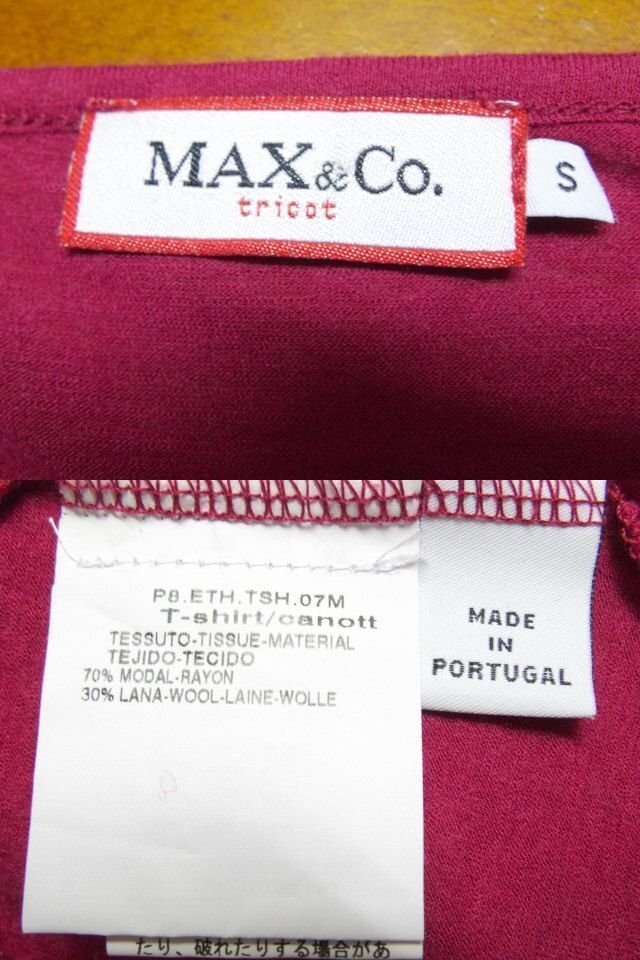 MAX&Co.
tricot
S
P8.ETH.TSH.07M
T-shirt/canott
TESSUTO-TISSUE-MATERIAL
TEJIDO-TECIDO
70% MODAL-RAYON
30% LANA-WOOL-LAINE-WOLLE
MADE
IN
PORTUGAL
たり、破れたりする場合があ